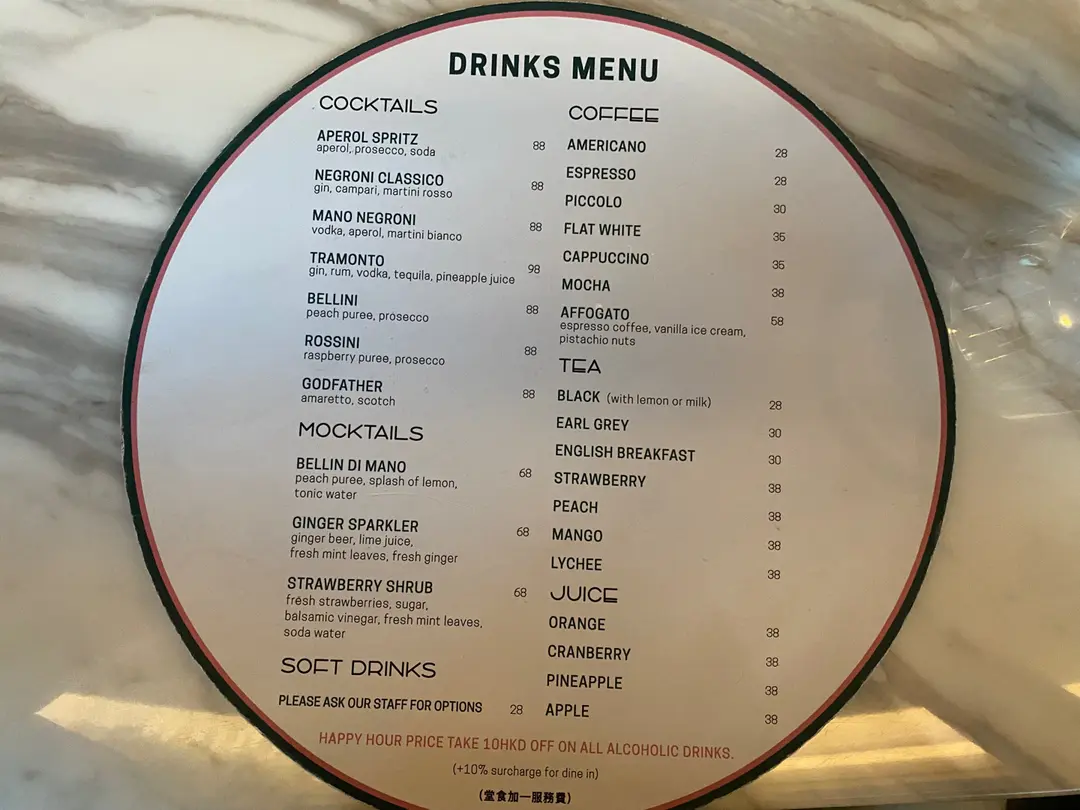 DRINKS MENU
COCKTAILS
APEROL SPRITZ 88
aperol, prosecco, soda
NEGRONI CLASSICO 88
gin, campari, martini rosso
MANO NEGRONI 88
vodka, aperol, martini bianco
TRAMONTO 98
gin, rum, vodka, tequila, pineapple juice
BELLINI 88
peach puree, prosecco
ROSSINI 88
raspberry puree, prosecco
GODFATHER 88
amaretto, scotch
MOCKTAILS
BELLIN DI MANO 68
peach puree, splash of lemon,
tonic water
GINGER SPARKLER 68
ginger beer, lime juice,
fresh mint leaves, fresh ginger
STRAWBERRY SHRUB 68
fresh strawberries, sugar,
balsamic vinegar, fresh mint leaves,
soda water
SOFT DRINKS
PLEASE ASK OUR STAFF FOR OPTIONS 28
COFFEE
AMERICANO 28
ESPRESSO 28
PICCOLO 30
FLAT WHITE 35
CAPPUCCINO 35
MOCHA 38
AFFOGATO 58
espresso coffee, vanilla ice cream,
pistachio nuts
TEA
BLACK (with lemon or milk) 28
EARL GREY 30
ENGLISH BREAKFAST 30
STRAWBERRY 38
PEACH 38
MANGO 38
LYCHEE 38
JUICE
ORANGE 38
CRANBERRY 38
PINEAPPLE 38
APPLE 38
HAPPY HOUR PRICE TAKE 10HKD OFF ON ALL ALCOHOLIC DRINKS.
(+10% surcharge for dine in)
(堂食加一服務費)